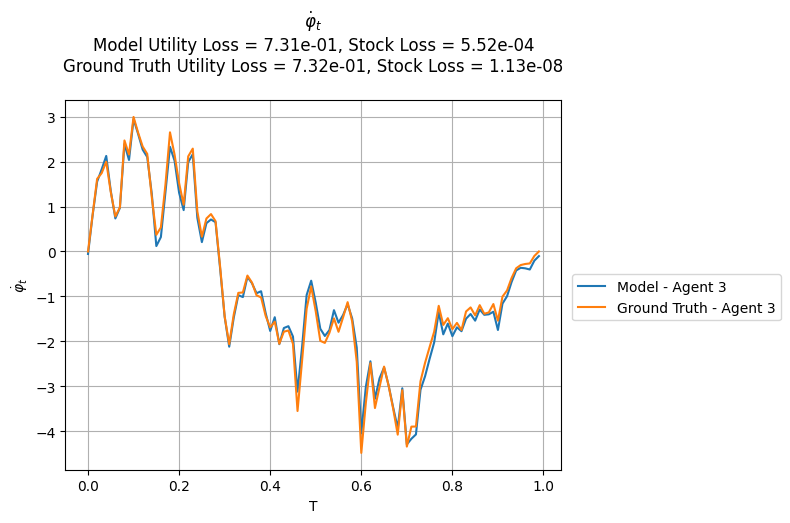 φ̇ₜ
Model Utility Loss = 7.31e-01, Stock Loss = 5.52e-04
Ground Truth Utility Loss = 7.32e-01, Stock Loss = 1.13e-08
φ̇ₜ
3
2
1
0
−1
−2
−3
−4
0.0 0.2 0.4 0.6 0.8 1.0
T
Model - Agent 3
Ground Truth - Agent 3